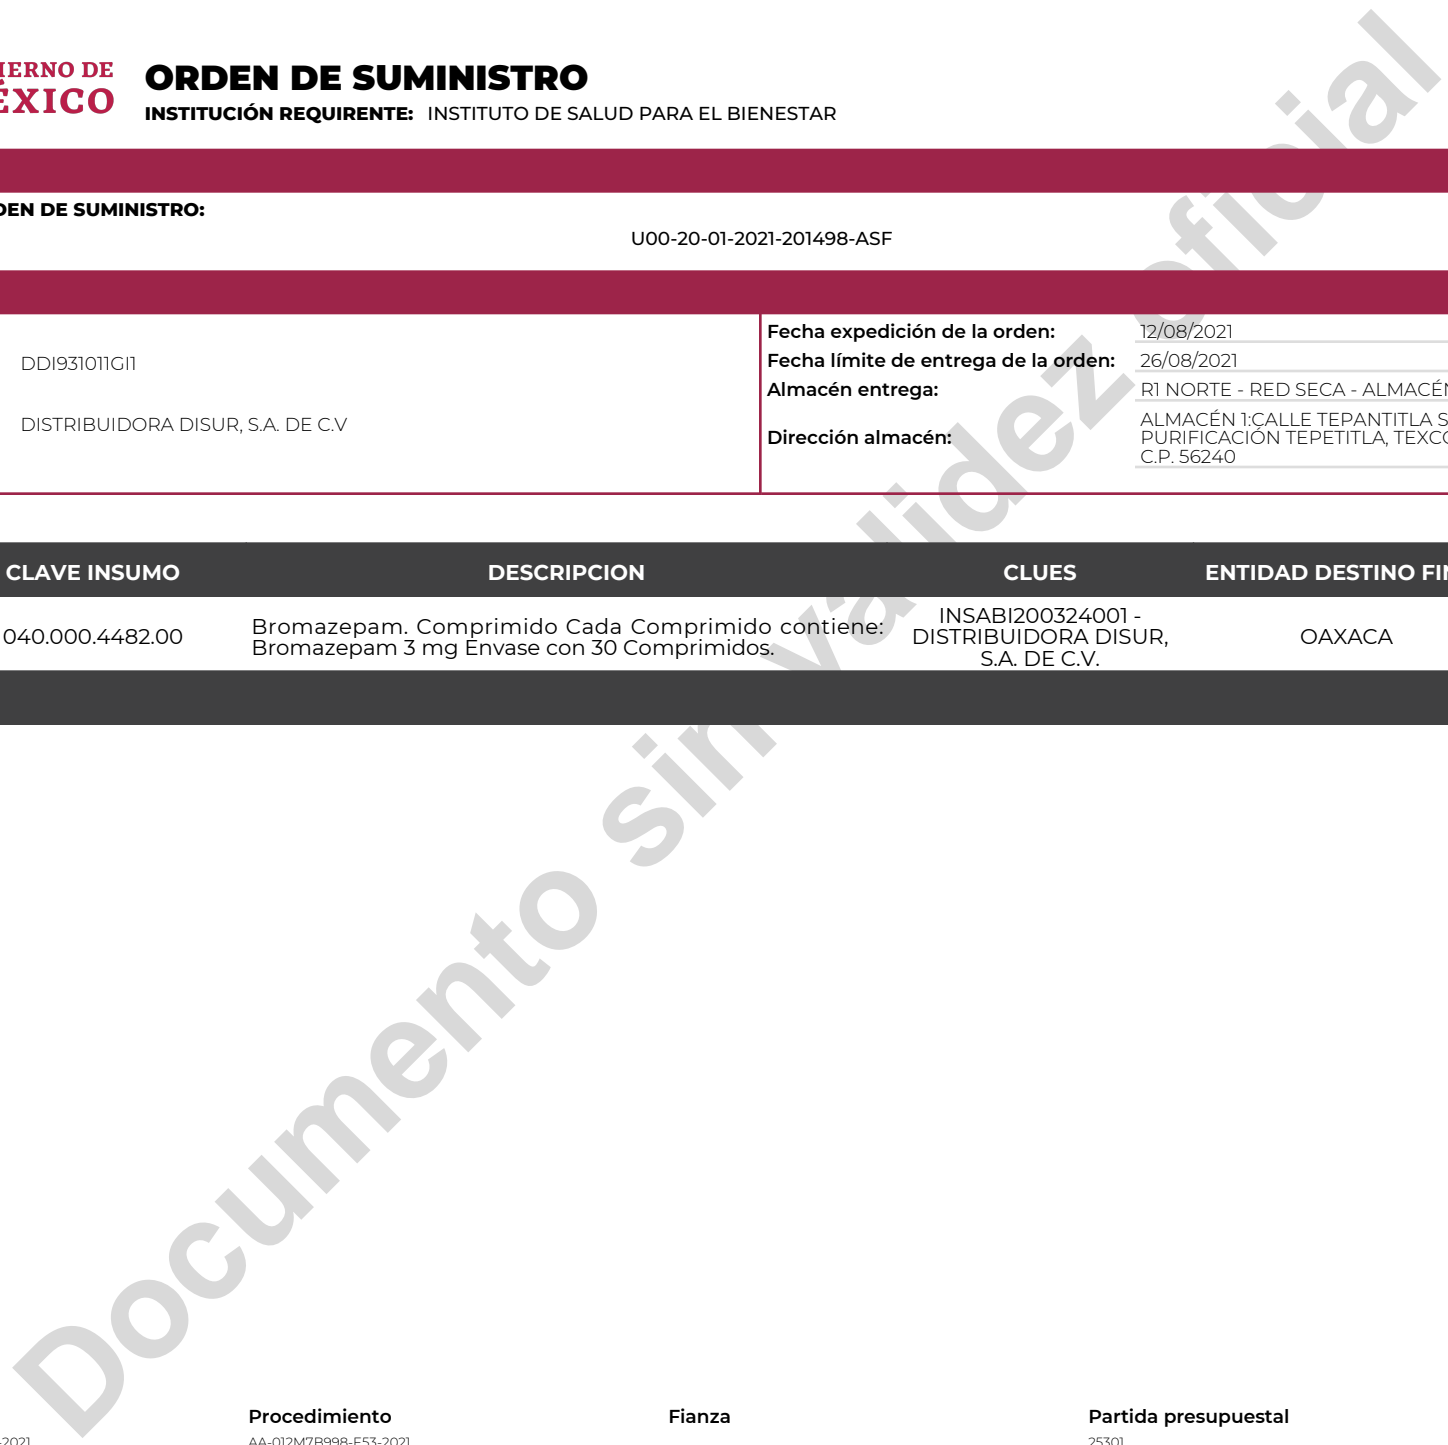 IERNO DE
ÉXICO
ORDEN DE SUMINISTRO
INSTITUCIÓN REQUIRENTE: INSTITUTO DE SALUD PARA EL BIENESTAR
DEN DE SUMINISTRO:
U00-20-01-2021-201498-ASF
DDI931011GI1
DISTRIBUIDORA DISUR, S.A. DE C.V
Fecha expedición de la orden: 12/08/2021
Fecha límite de entrega de la orden: 26/08/2021
Almacén entrega: R1 NORTE - RED SECA - ALMACÉN
Dirección almacén: ALMACÉN 1:CALLE TEPANTITLA S
PURIFICACIÓN TEPETITLA, TEXCO
C.P. 56240
CLAVE INSUMO DESCRIPCION CLUES ENTIDAD DESTINO FIN
040.000.4482.00
Bromazepam. Comprimido Cada Comprimido contiene:
Bromazepam 3 mg Envase con 30 Comprimidos.
INSABI200324001 -
DISTRIBUIDORA DISUR,
S.A. DE C.V.
OAXACA
Documento sin validez oficial
Procedimiento Fianza Partida presupuestal
-2021 AA-012M7B998-E53-2021 25301